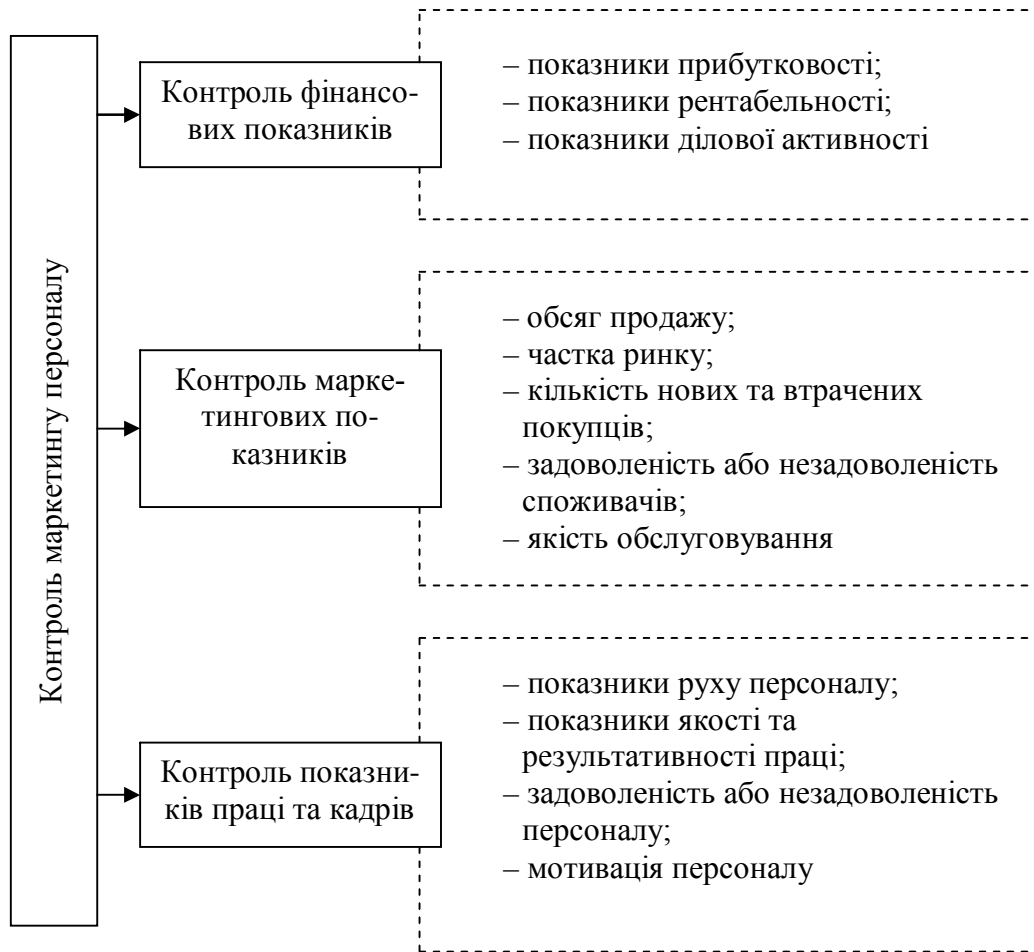 Контроль маркетингу персоналу
Контроль фінансо-
вих показників
– показники прибутковості;
– показники рентабельності;
– показники ділової активності
Контроль марке-
тингових по-
казників
– обсяг продажу;
– частка ринку;
– кількість нових та втрачених
покупців;
– задоволеність або незадоволеність
споживачів;
– якість обслуговування
Контроль показни-
ків праці та кадрів
– показники руху персоналу;
– показники якості та
результативності праці;
– задоволеність або незадоволеність
персоналу;
– мотивація персоналу